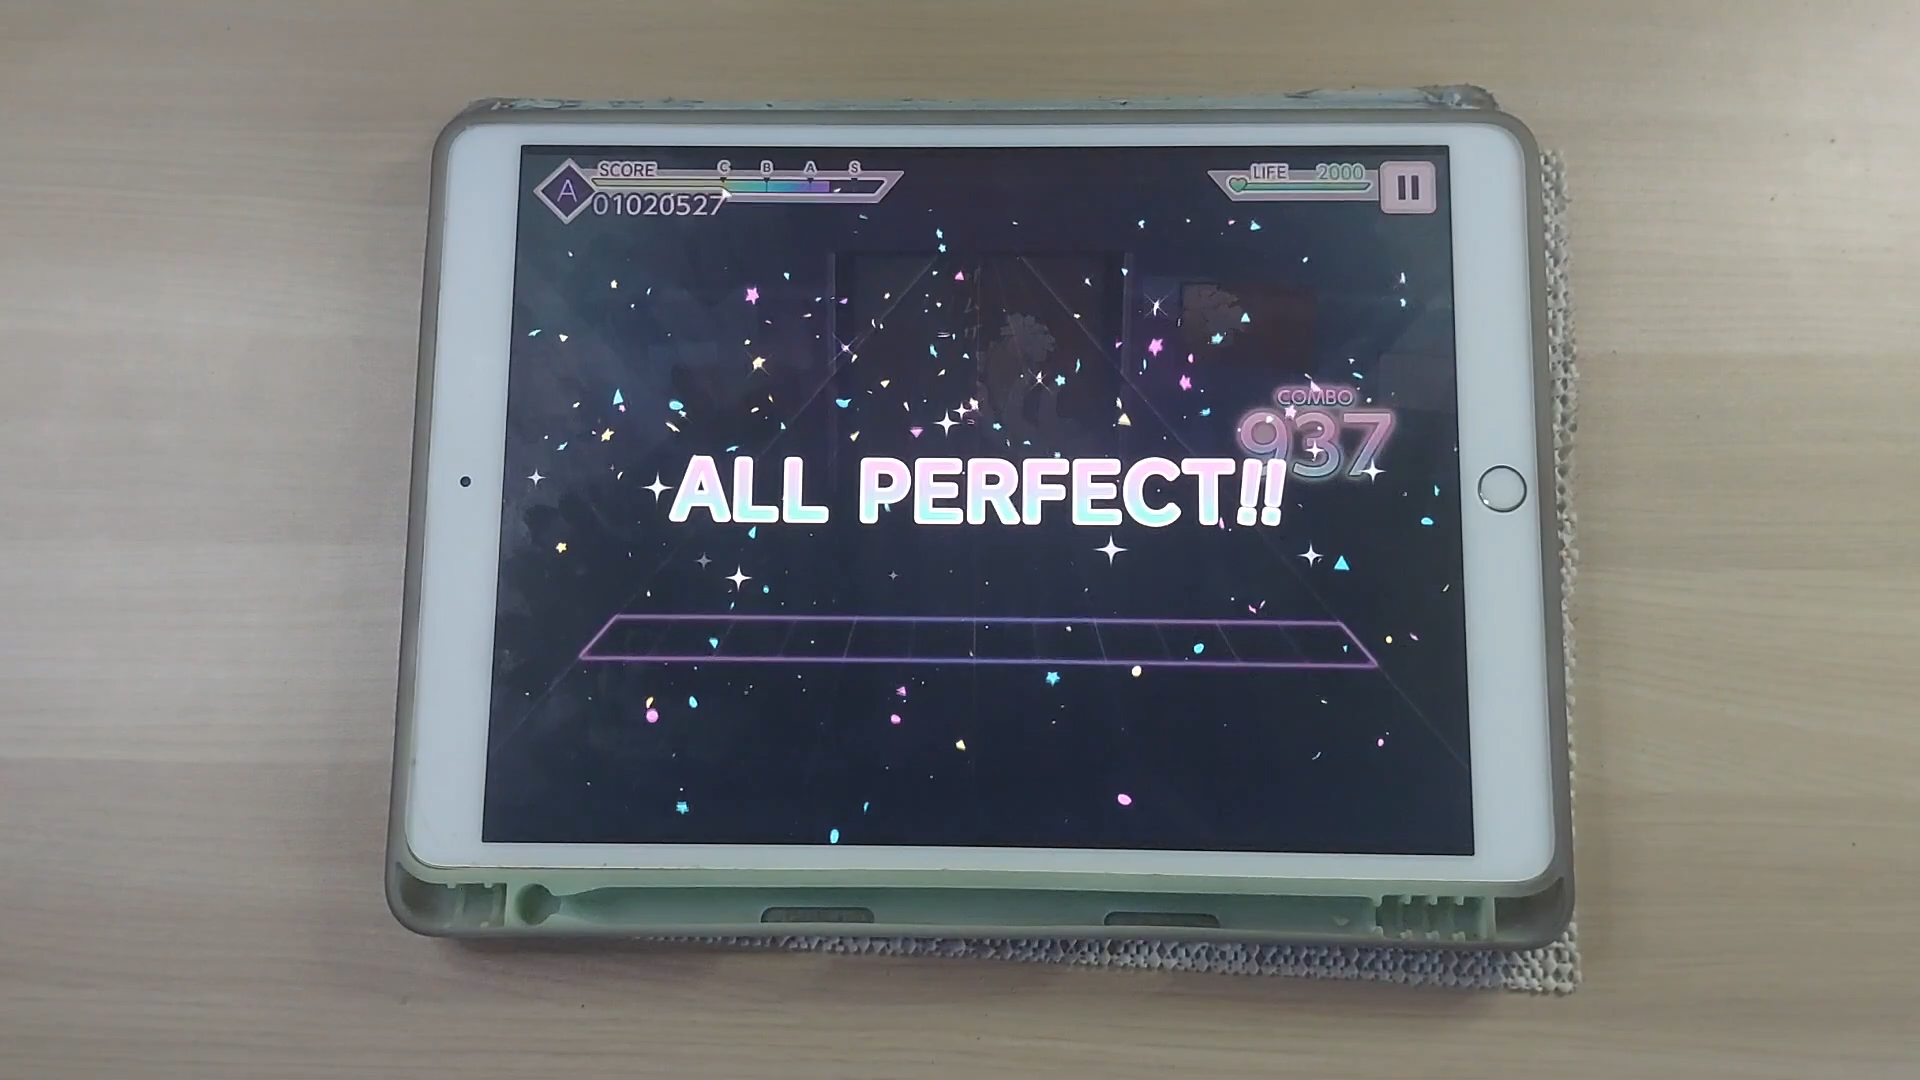 SCORE C B A S
A
01020527
LIFE 2000
COMBO
937
ALL PERFECT!!